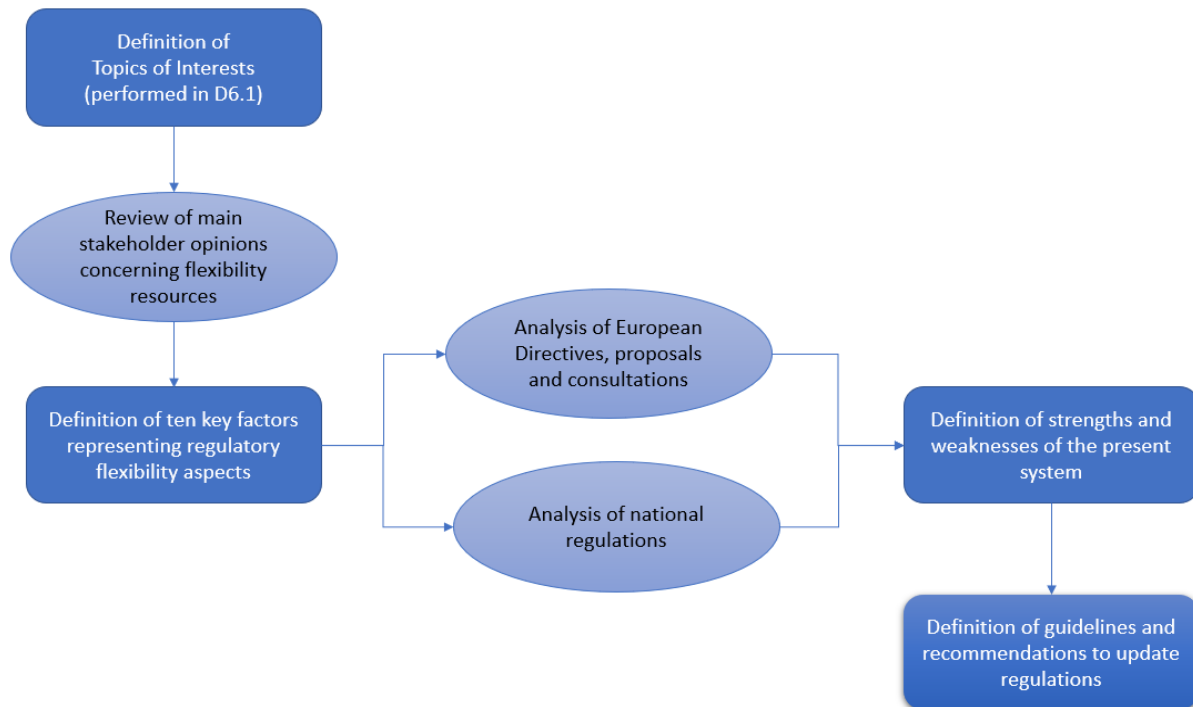 Definition of
Topics of Interests
(performed in D6.1)
Review of main
stakeholder opinions
concerning flexibility
resources
Definition of ten key factors
representing regulatory
flexibility aspects
Analysis of European
Directives, proposals
and consultations
Analysis of national
regulations
Definition of strengths and
weaknesses of the present
system
Definition of guidelines and
recommendations to update
regulations